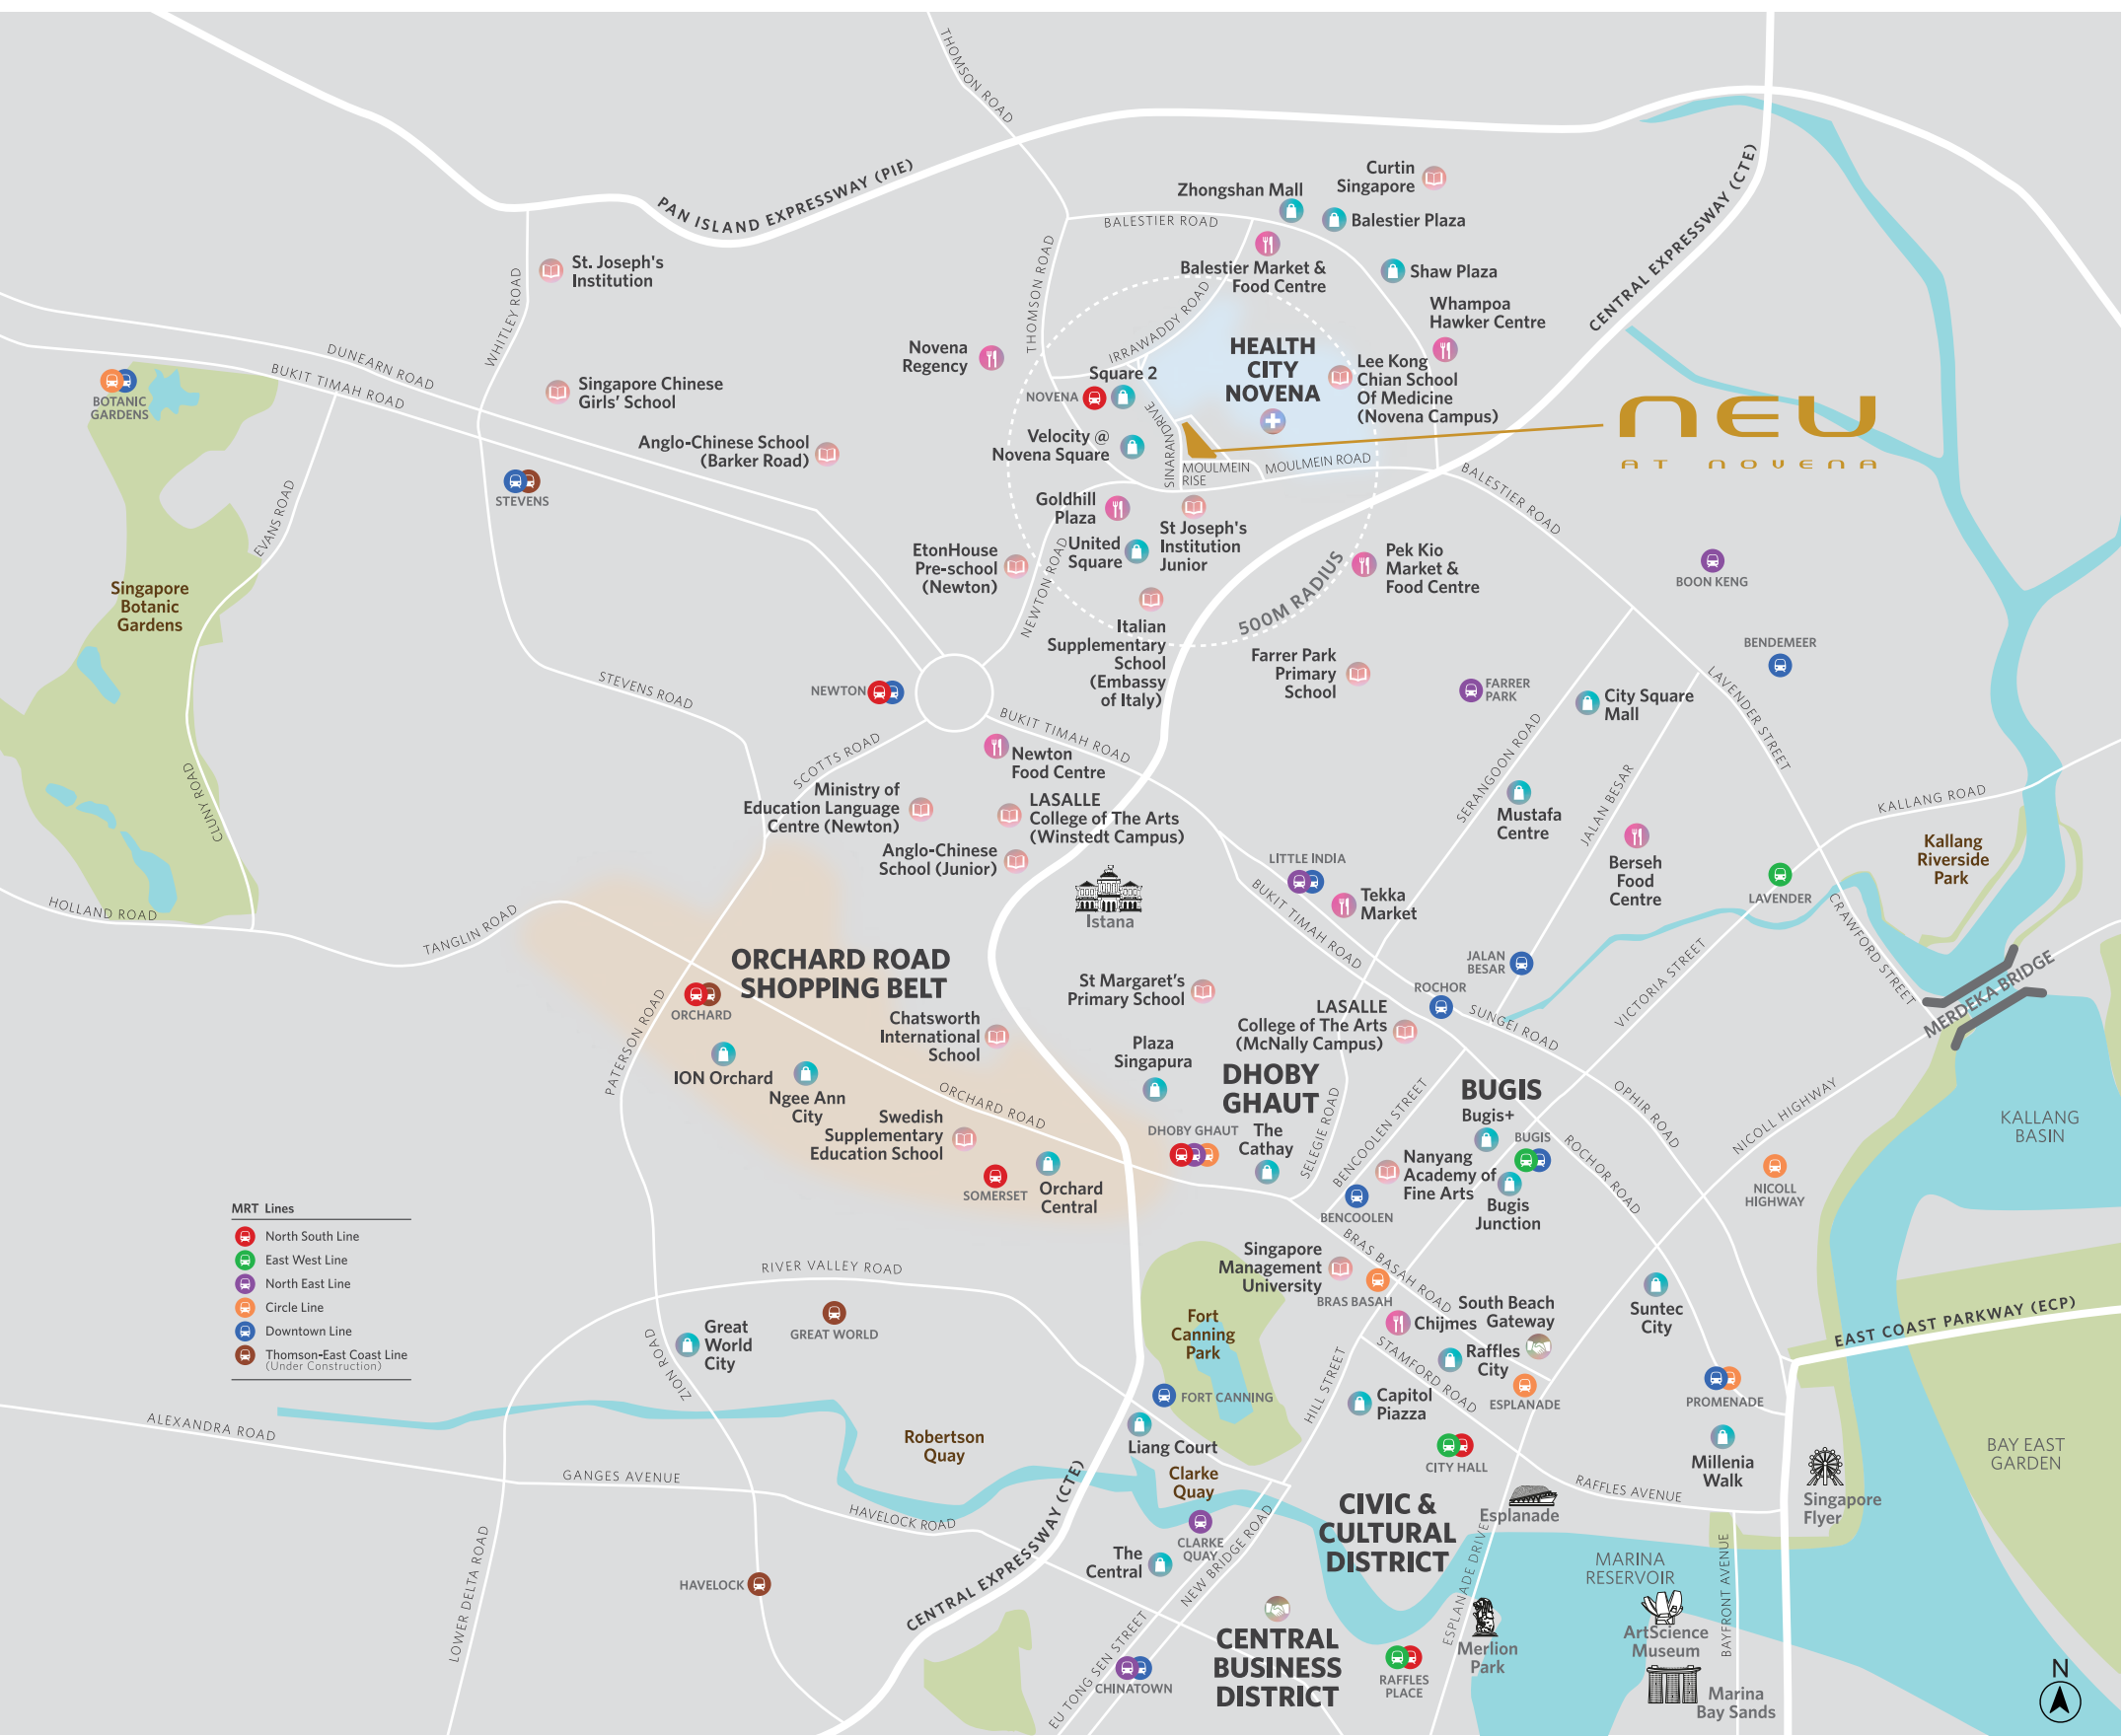 THOMSON ROAD
PAN ISLAND EXPRESSWAY (PIE)
CENTRAL EXPRESSWAY (CTE)
Curtin
Singapore
Zhongshan Mall
Balestier Plaza
BALESTIER ROAD
Balestier Market &
Food Centre
Shaw Plaza
Whampoa
Hawker Centre
St. Joseph's
Institution
WHITLEY ROAD
THOMSON ROAD
IRRAWADDY ROAD
Novena
Regency
Square 2
NOVENA
HEALTH
CITY
NOVENA
Lee Kong
Chian School
Of Medicine
(Novena Campus)
neu
AT NOVENA
DUNEARN ROAD
BUKIT TIMAH ROAD
BOTANIC
GARDENS
Singapore Chinese
Girls' School
Anglo-Chinese School
(Barker Road)
Velocity @
Novena Square
SINARANDRIVE
MOULMEIN
RISE
MOULMEIN ROAD
BALESTIER ROAD
STEVENS
EVANS ROAD
Goldhill
Plaza
St Joseph's
Institution
Junior
United
Square
EtonHouse
Pre-school
(Newton)
NEWTON ROAD
500M RADIUS
Pek Kio
Market &
Food Centre
BOON KENG
Singapore
Botanic
Gardens
Italian
Supplementary
School
(Embassy
of Italy)
Farrer Park
Primary
School
FARRER
PARK
BENDEMEER
City Square
Mall
LAVENDER STREET
STEVENS ROAD
NEWTON
BUKIT TIMAH ROAD
SCOTTS ROAD
Newton
Food Centre
SERANGOON ROAD
JALAN BESAR
CLUNY ROAD
Ministry of
Education Language
Centre (Newton)
LASALLE
College of The Arts
(Winstedt Campus)
Anglo-Chinese
School (Junior)
Mustafa
Centre
Berseh
Food
Centre
KALLANG ROAD
Kallang
Riverside
Park
LAVENDER
CRAWFORD STREET
LITTLE INDIA
Tekka
Market
BUKIT TIMAH ROAD
Istana
HOLLAND ROAD
TANGLIN ROAD
ORCHARD ROAD
SHOPPING BELT
ORCHARD
PATERSON ROAD
St Margaret's
Primary School
JALAN
BESAR
ROCHOR
SUNGEI ROAD
VICTORIA STREET
MERDEKA BRIDGE
LASALLE
College of The Arts
(McNally Campus)
Chatsworth
International
School
Plaza
Singapura
ION Orchard
Ngee Ann
City
ORCHARD ROAD
DHOBY
GHAUT
BUGIS
Bugis+
BUGIS
OPHIR ROAD
NICOLL HIGHWAY
KALLANG
BASIN
Swedish
Supplementary
Education School
DHOBY GHAUT
The
Cathay
SELEGIE ROAD
BENCOOLEN STREET
Nanyang
Academy of
Fine Arts
ROCHOR ROAD
Bugis
Junction
NICOLL
HIGHWAY
SOMERSET
Orchard
Central
BENCOOLEN
MRT Lines
North South Line
East West Line
North East Line
Circle Line
Downtown Line
Thomson-East Coast Line
(Under Construction)
RIVER VALLEY ROAD
GREAT WORLD
Great
World
City
ZION ROAD
Singapore
Management
University
BRAS BASAH ROAD
BRAS BASAH
South Beach
Gateway
Chijmes
Suntec
City
EAST COAST PARKWAY (ECP)
Fort
Canning
Park
FORT CANNING
HILL STREET
STAMFORD ROAD
Raffles
City
Capitol
Piazza
ESPLANADE
PROMENADE
ALEXANDRA ROAD
GANGES AVENUE
Robertson
Quay
Liang Court
Clarke
Quay
CITY HALL
Millenia
Walk
BAY EAST
GARDEN
RAFFLES AVENUE
Singapore
Flyer
HAVELOCK ROAD
CENTRAL EXPRESSWAY (CTE)
CLARKE
QUAY
CIVIC &
CULTURAL
DISTRICT
Esplanade
The
Central
NEW BRIDGE ROAD
ESPLANADE DRIVE
MARINA
RESERVOIR
BAYFRONT AVENUE
LOWER DELTA ROAD
HAVELOCK
EU TONG SEN STREET
CHINATOWN
CENTRAL
BUSINESS
DISTRICT
RAFFLES
PLACE
Merlion
Park
ArtScience
Museum
Marina
Bay Sands
N